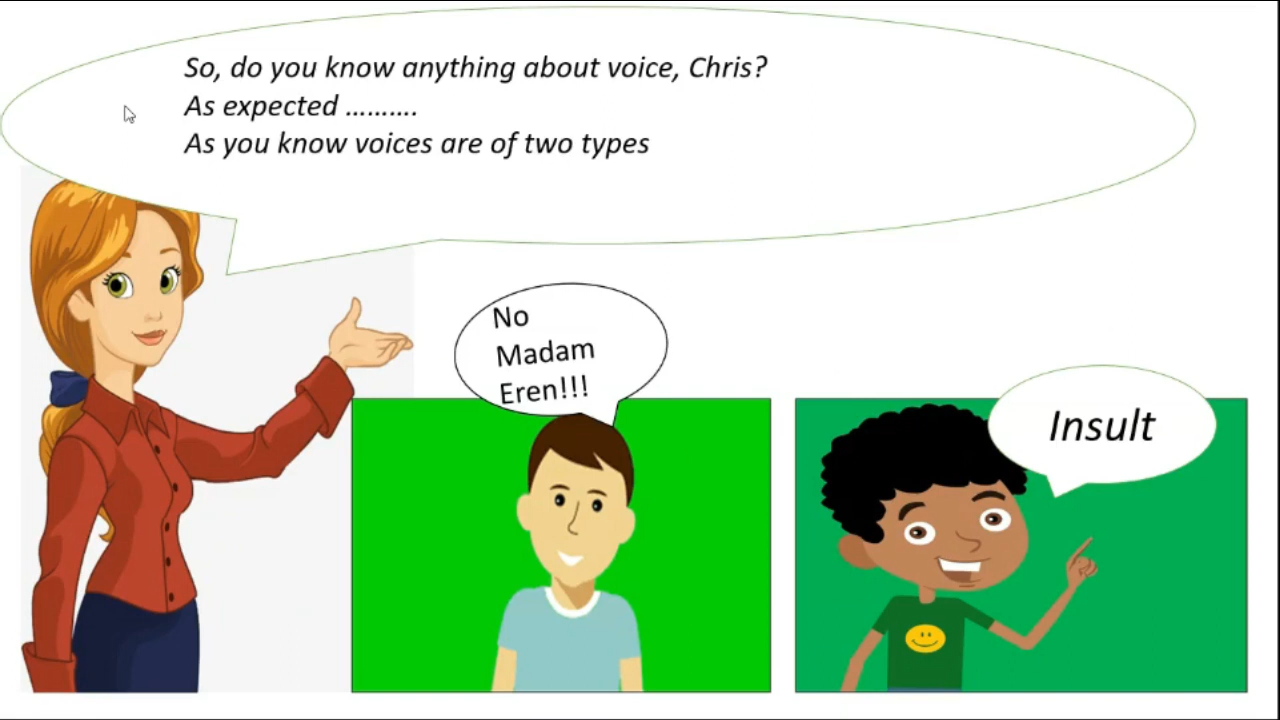 So, do you know anything about voice, Chris?
As expected ……….
As you know voices are of two types
No
Madam
Eren!!!
Insult